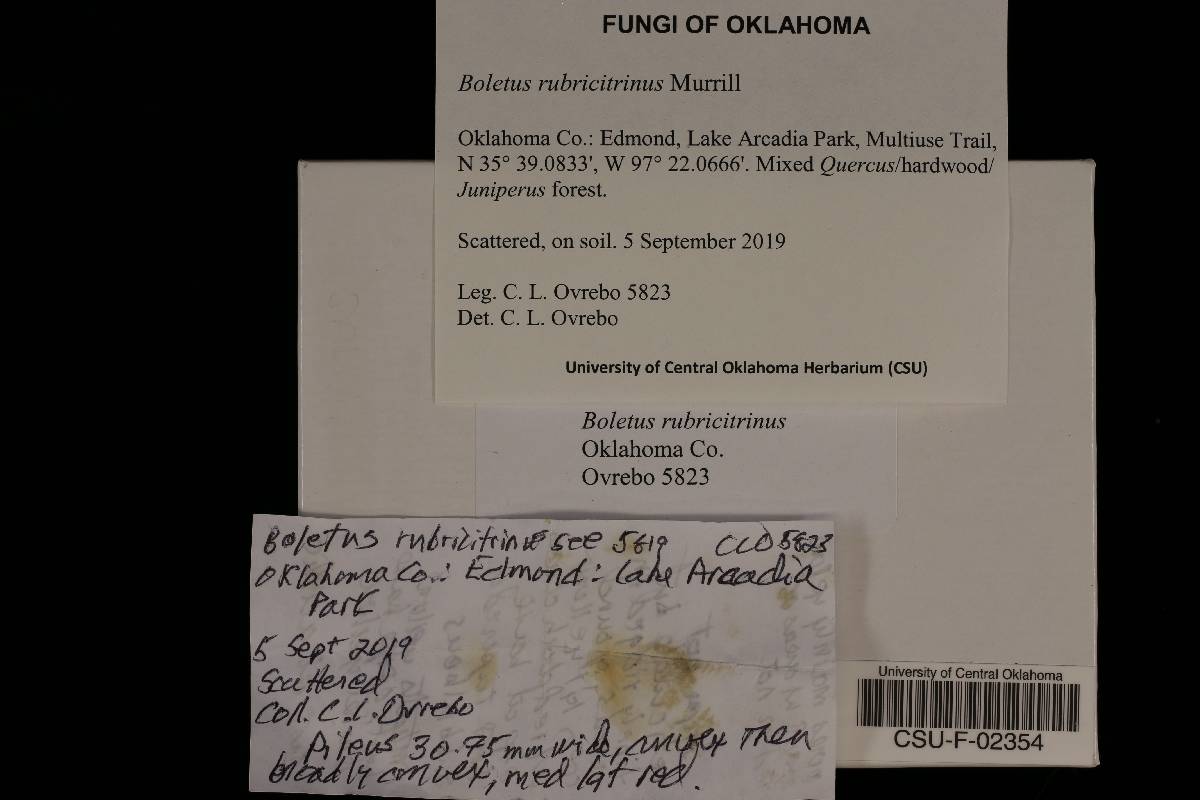 FUNGI OF OKLAHOMA
Boletus rubricitrinus Murrill
Oklahoma Co.: Edmond, Lake Arcadia Park, Multiuse Trail,
N 35° 39.0833', W 97° 22.0666'. Mixed Quercus/hardwood/
Juniperus forest.
Scattered, on soil. 5 September 2019
Leg. C. L. Ovrebo 5823
Det. C. L. Ovrebo
University of Central Oklahoma Herbarium (CSU)
Boletus rubricitrinus
Oklahoma Co.
Ovrebo 5823
Boletus see 5819 CLO 5823
Oklahoma Co.: Edmond: Lake Arcadia
Park
5 Sept 2019
Scattered
Coll. C.L. Ovrebo
Pileus 30-75 mm wide, convex then
broadly convex, med red.
University of Central Oklahoma
CSU-F-02354